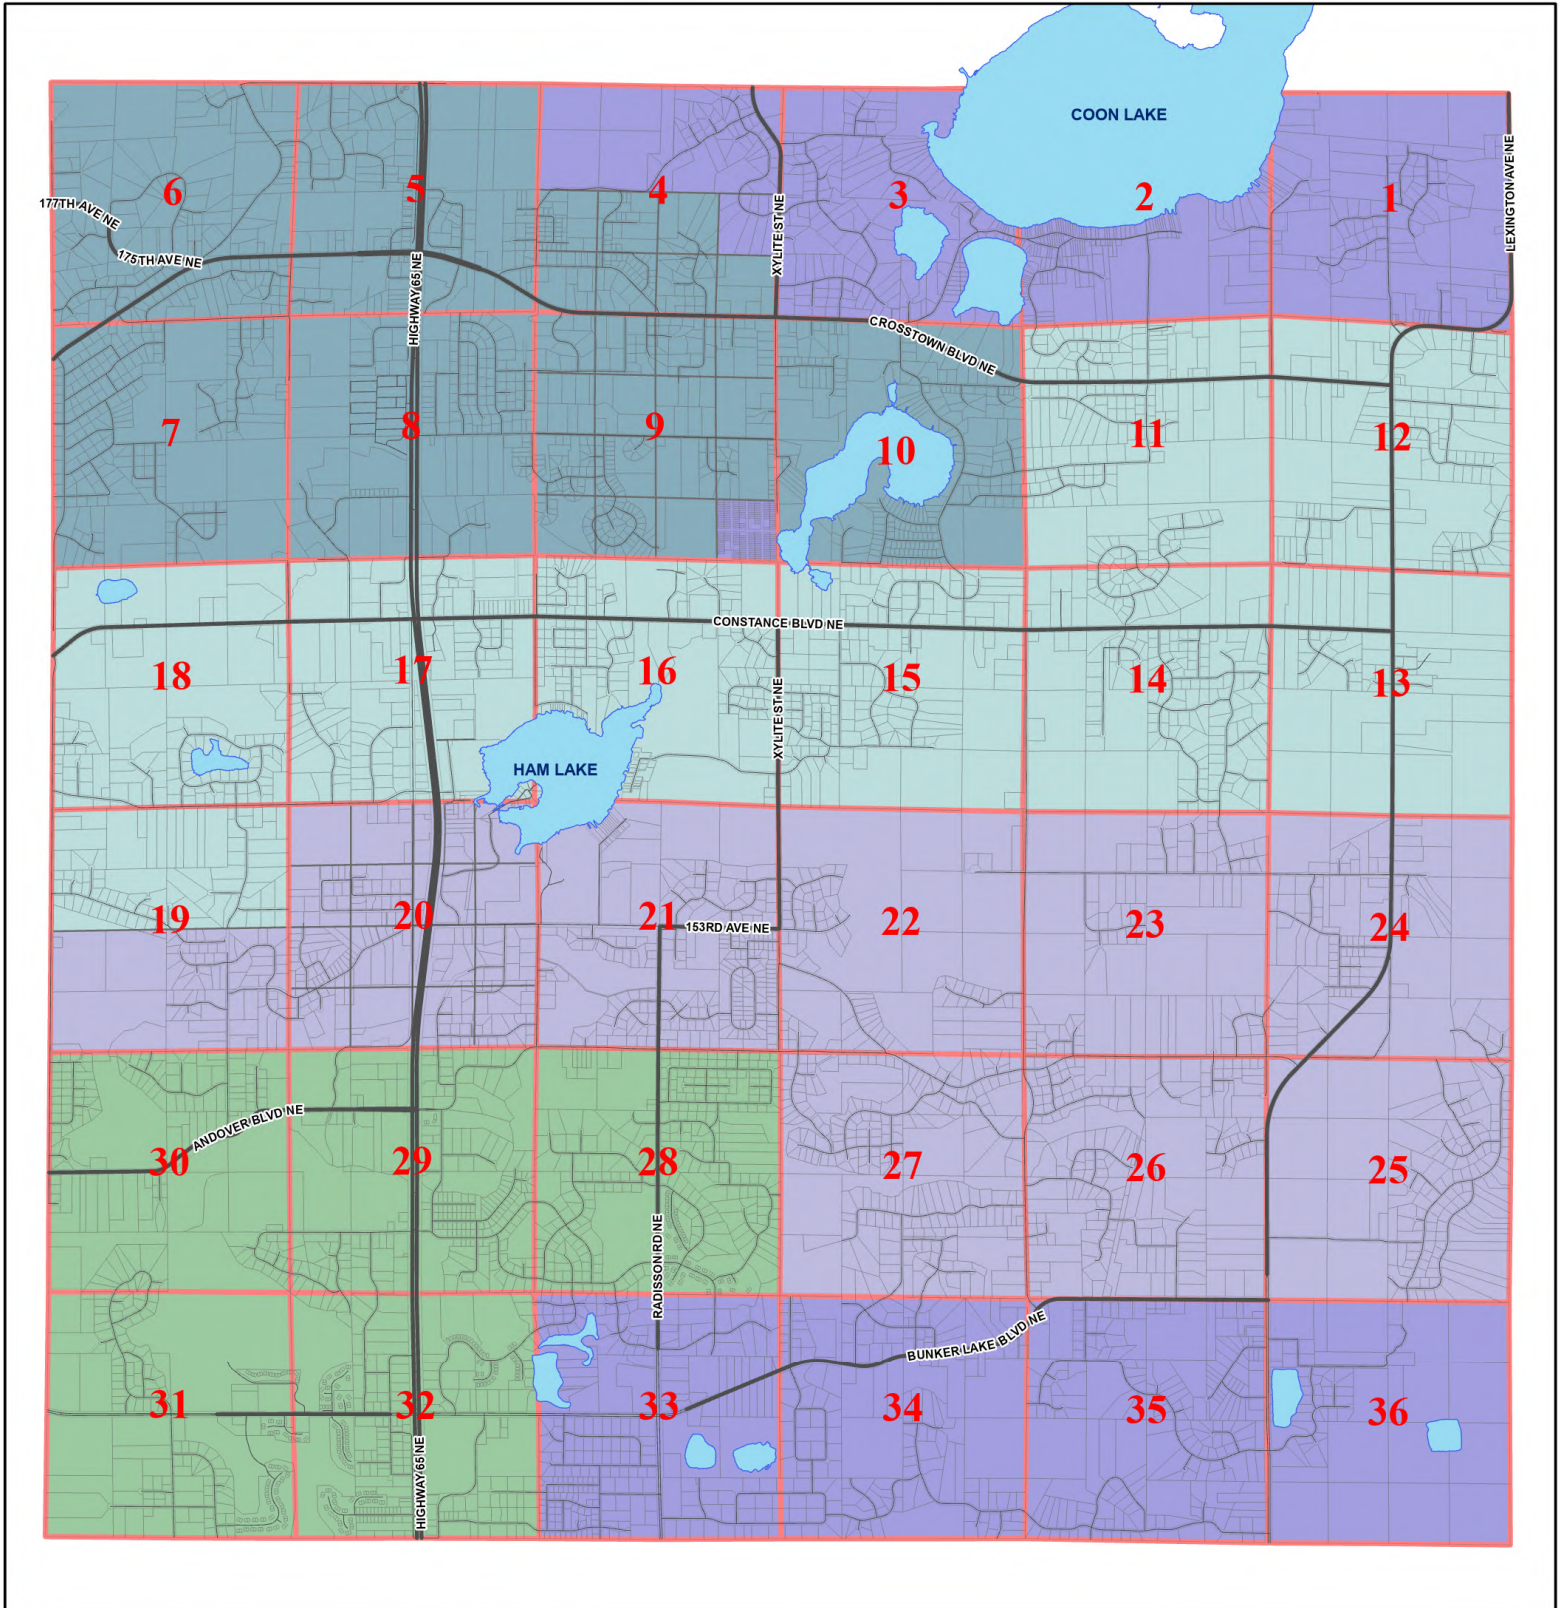 COON LAKE
LEXINGTON AVE NE
6
5
4
3
2
1
177TH AVE NE
175TH AVE NE
HIGHWAY 65 NE
XYLITE ST NE
CROSSTOWN BLVD NE
7
8
9
10
11
12
CONSTANCE BLVD NE
18
17
16
15
14
13
XYLITE ST NE
HAM LAKE
19
20
21
153RD AVE NE
22
23
24
ANDOVER BLVD NE
30
29
28
27
26
25
RADISSON RD NE
BUNKER LAKE BLVD NE
31
32
33
34
35
36
HIGHWAY 65 NE